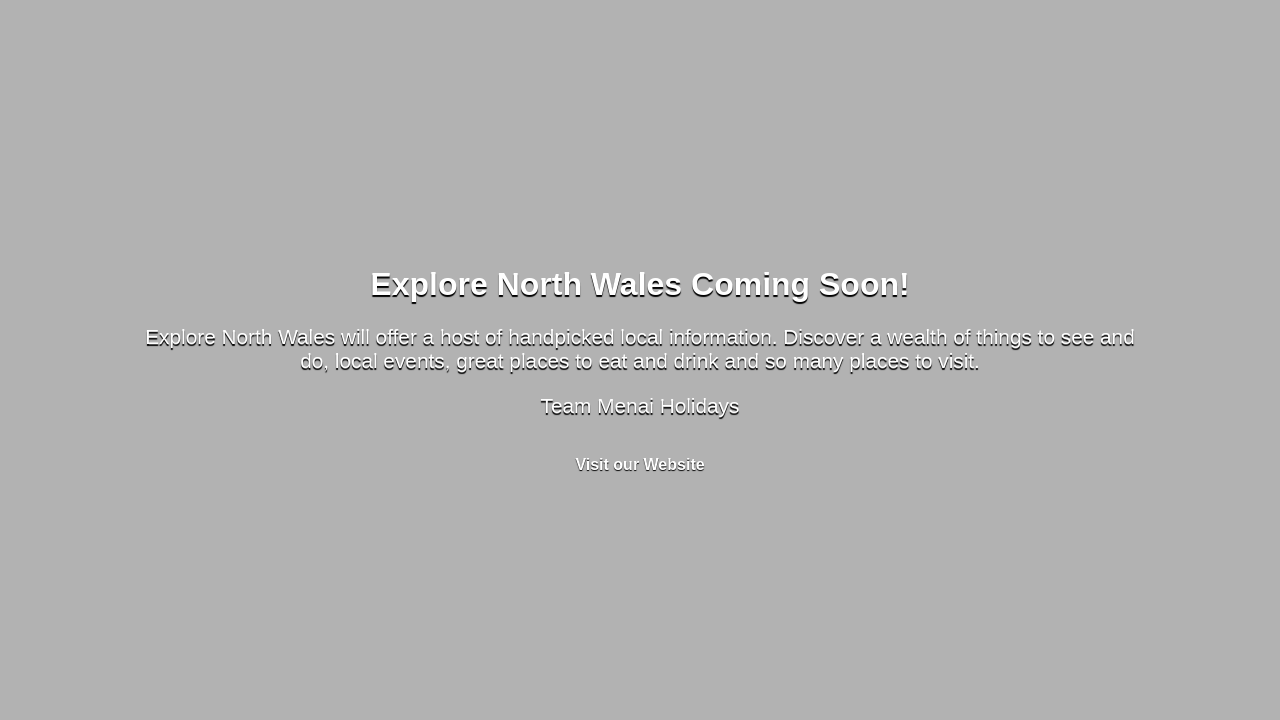 Explore North Wales Coming Soon!
Explore North Wales will offer a host of handpicked local information. Discover a wealth of things to see and
do, local events, great places to eat and drink and so many places to visit.
Team Menai Holidays
Visit our Website